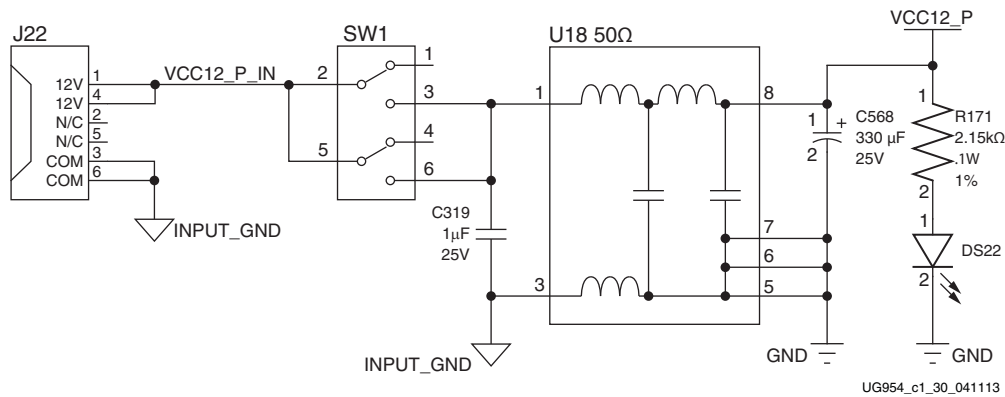 J22
12V 1
12V 4
N/C 2
N/C 5
COM 3
COM 6
VCC12_P_IN
INPUT_GND
SW1
2
5
1
3
4
6
C319
1µF
25V
INPUT_GND
U18 50Ω
1
3
8
7
6
5
1
2
+
C568
330 µF
25V
GND
VCC12_P
1
R171
2.15kΩ
.1W
1%
2
1
DS22
2
GND
UG954_c1_30_041113